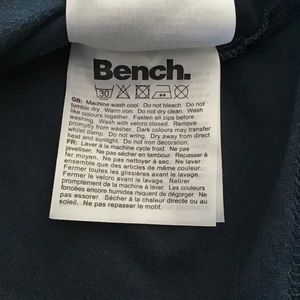 Bench.
30
GB: Machine wash cool. Do not bleach. Do not
tumble dry. Warm iron. Do not dry clean. Wash
like colours together. Fasten all zips before
washing. Wash with velcro closed. Remove
promptly from washer. Dark colours may transfer
whilst damp. Do not wring. Dry away from direct
heat and sunlight. Do not iron decoration
FR: Laver à la machine cycle froid. Ne pas
javelliser. Ne pas sécher en tambour. Repasser à
fer moyen. Ne pas nettoyer à sec. Ne laver
ensemble que des articles de même couleur.
Fermer toutes les glissières avant le lavage.
Fermer le velcro avant le lavage. Retirer
promptement de la machine à laver. Les couleurs
foncées encore humides risquent de dégorger. Ne
pas essorer. Sécher à la chaleur directe ou au
soleil. Ne pas repasser le motif.